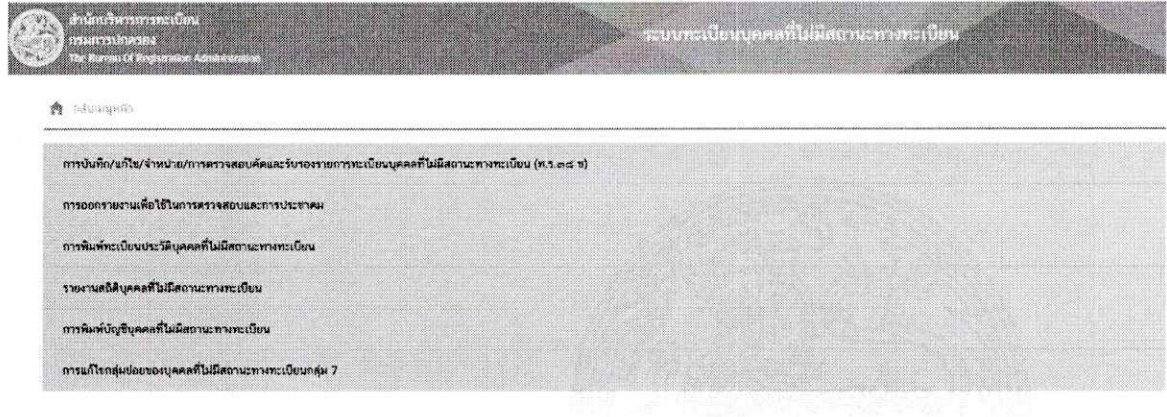 สำนักบริหารการทะเบียน
กรมการปกครอง
The Bureau Of Registration Administration
ระบบทะเบียนบุคคลที่ไม่มีสถานะทางทะเบียน
กลับเมนูหลัก
การบันทึก/แก้ไข/จำหน่าย/การตรวจสอบคัดและรับรองรายการทะเบียนบุคคลที่ไม่มีสถานะทางทะเบียน (ท.ร.๓๘ ข)
การออกรายงานเพื่อใช้ในการตรวจสอบและการประชาคม
การพิมพ์ทะเบียนประวัติบุคคลที่ไม่มีสถานะทางทะเบียน
รายงานสถิติบุคคลที่ไม่มีสถานะทางทะเบียน
การพิมพ์บัญชีบุคคลที่ไม่มีสถานะทางทะเบียน
การแก้ไขกลุ่มย่อยของบุคคลที่ไม่มีสถานะทางทะเบียนกลุ่ม 7